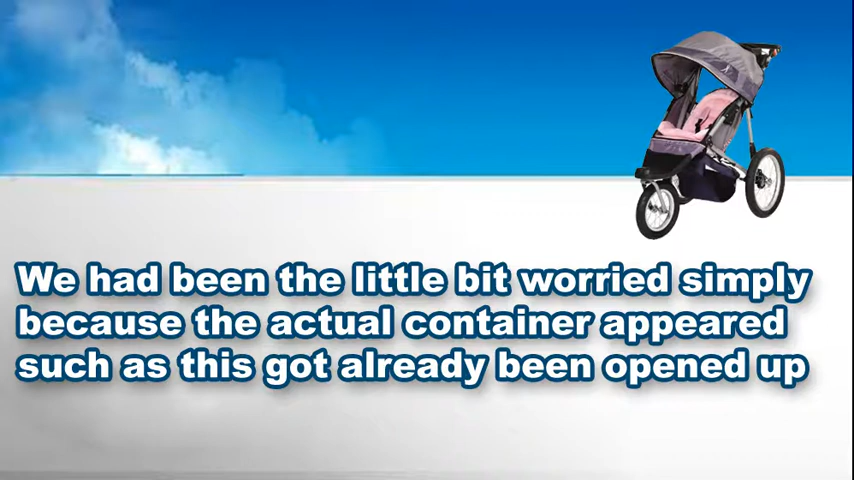 We had been the little bit worried simply
because the actual container appeared
such as this got already been opened up